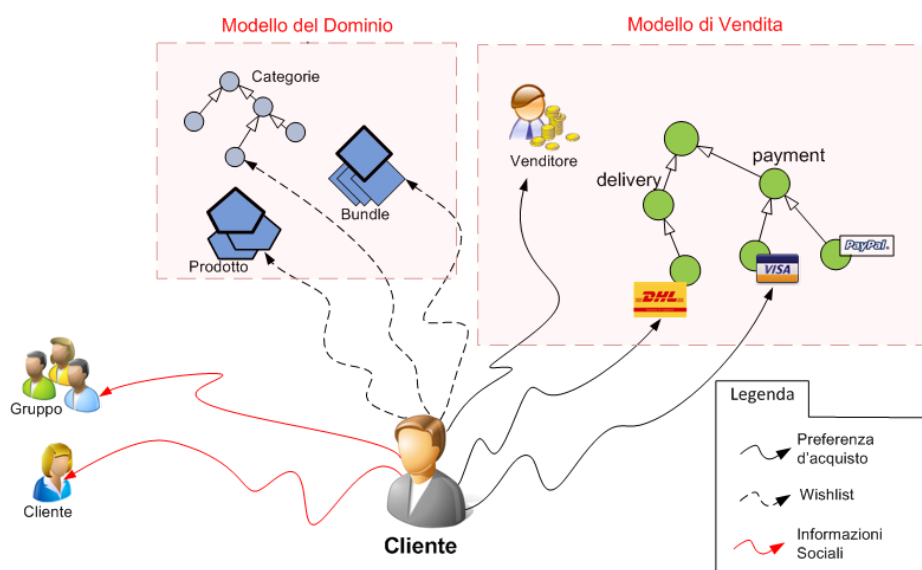 Modello del Dominio
Modello di Vendita
Categorie
Bundle
Prodotto
Venditore
payment
delivery
PayPal.
VISA
DHL
Gruppo
Cliente
Cliente
Legenda
Preferenza
d'acquisto
Wishlist
Informazioni
Sociali